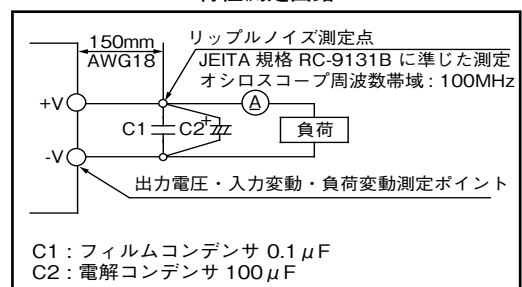 150mm
AWG18
リップルノイズ測定点
JEITA 規格 RC-9131B に準じた測定
オシロスコープ周波数帯域 : 100MHz
+V
A
C1
C2
+
負荷
-V
出力電圧・入力変動・負荷変動測定ポイント
C1 : フィルムコンデンサ 0.1μF
C2 : 電解コンデンサ 100μF